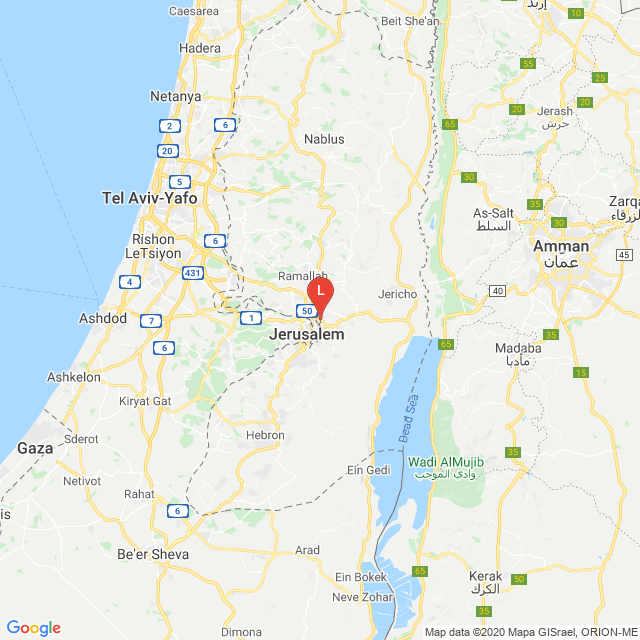 Caesarea
Beit She'an
إربد
Hadera
55
65
25
Netanya
20
20
Jerash
جرش
2
6
65
Nablus
20
5
30
Tel Aviv-Yafo
35
As-Salt
السلط
30
Zarqa
الزرقاء
Rishon
LeTsiyon
6
Amman
عمان
45
431
Ramallah
4
L
Jericho
40
Ashdod
7
1
50
35
Jerusalem
6
65
Madaba
مادبا
Ashkelon
15
Kiryat Gat
Dead Sea
Gaza
Sderot
Hebron
35
Netivot
Ein Gedi
Wadi AlMujib
وادي الموجب
Rahat
6
is
Be'er Sheva
Arad
65
Ein Bokek
Kerak
الكرك
50
Neve Zohar
35
Dimona
Google
Map data ©2020 Mapa GISrael, ORION-ME